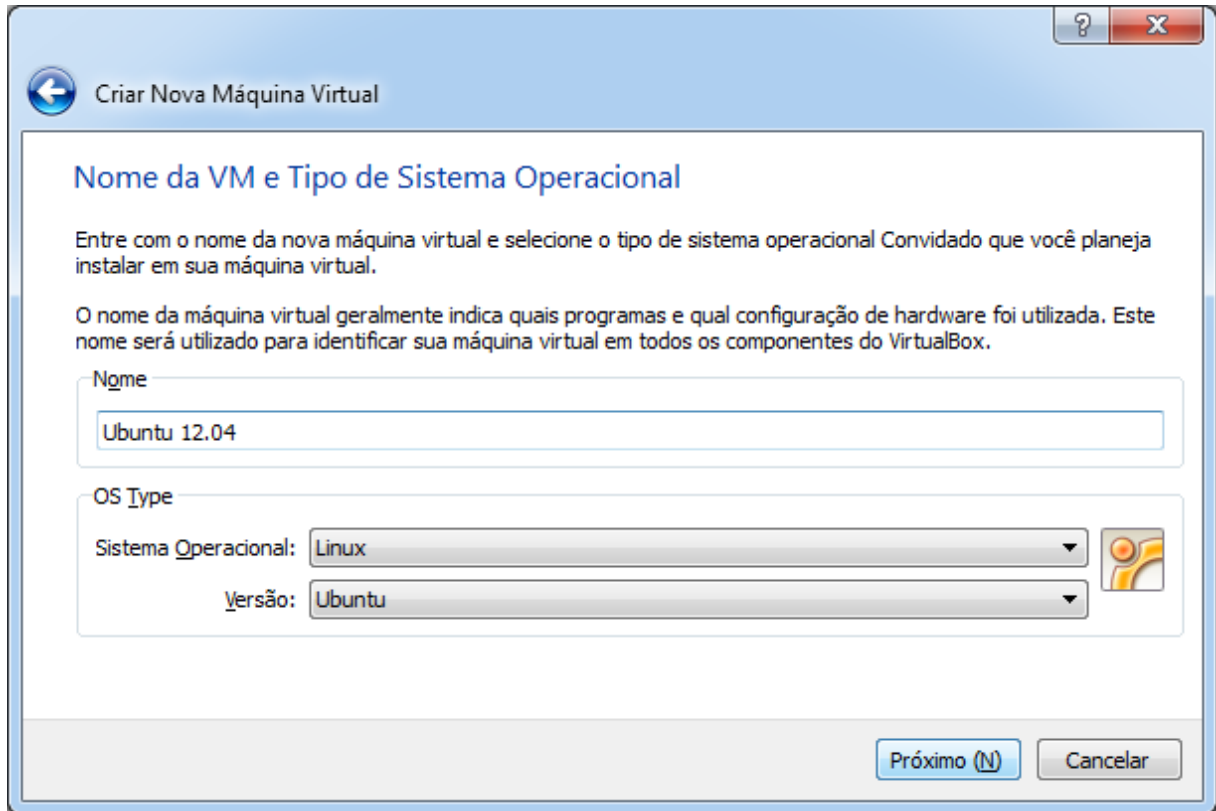 Criar Nova Máquina Virtual
Nome da VM e Tipo de Sistema Operacional
Entre com o nome da nova máquina virtual e selecione o tipo de sistema operacional Convidado que você planeja
instalar em sua máquina virtual.
O nome da máquina virtual geralmente indica quais programas e qual configuração de hardware foi utilizada. Este
nome será utilizado para identificar sua máquina virtual em todos os componentes do VirtualBox.
Nome
Ubuntu 12.04
OS Type
Sistema Operacional: Linux
Versão: Ubuntu
Próximo (N) Cancelar